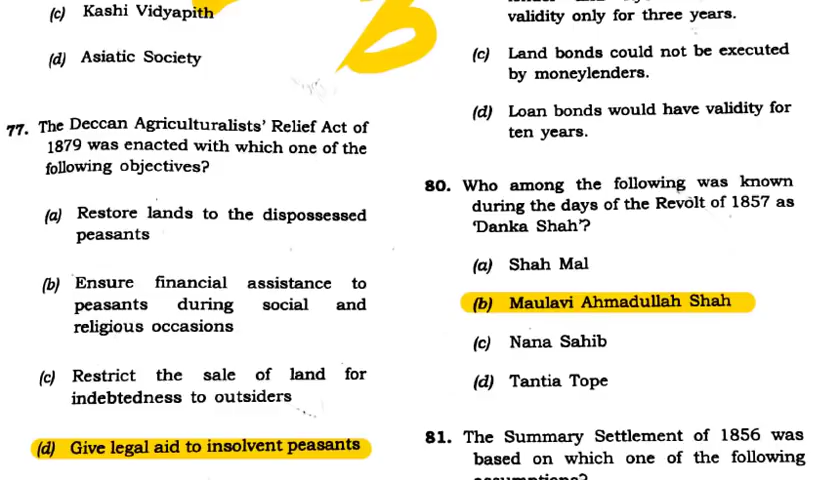 (c) Kashi Vidyapith
(d) Asiatic Society
77. The Deccan Agriculturalists' Relief Act of
1879 was enacted with which one of the
following objectives?
(a) Restore lands to the dispossessed
peasants
(b) Ensure financial assistance to
peasants during social and
religious occasions
(c) Restrict the sale of land for
indebtedness to outsiders
(d) Give legal aid to insolvent peasants
validity only for three years.
(c) Land bonds could not be executed
by moneylenders.
(d) Loan bonds would have validity for
ten years.
80. Who among the following was known
during the days of the Revolt of 1857 as
'Danka Shah'?
(a) Shah Mal
(b) Maulavi Ahmadullah Shah
(c) Nana Sahib
(d) Tantia Tope
81. The Summary Settlement of 1856 was
based on which one of the following
assumptions?